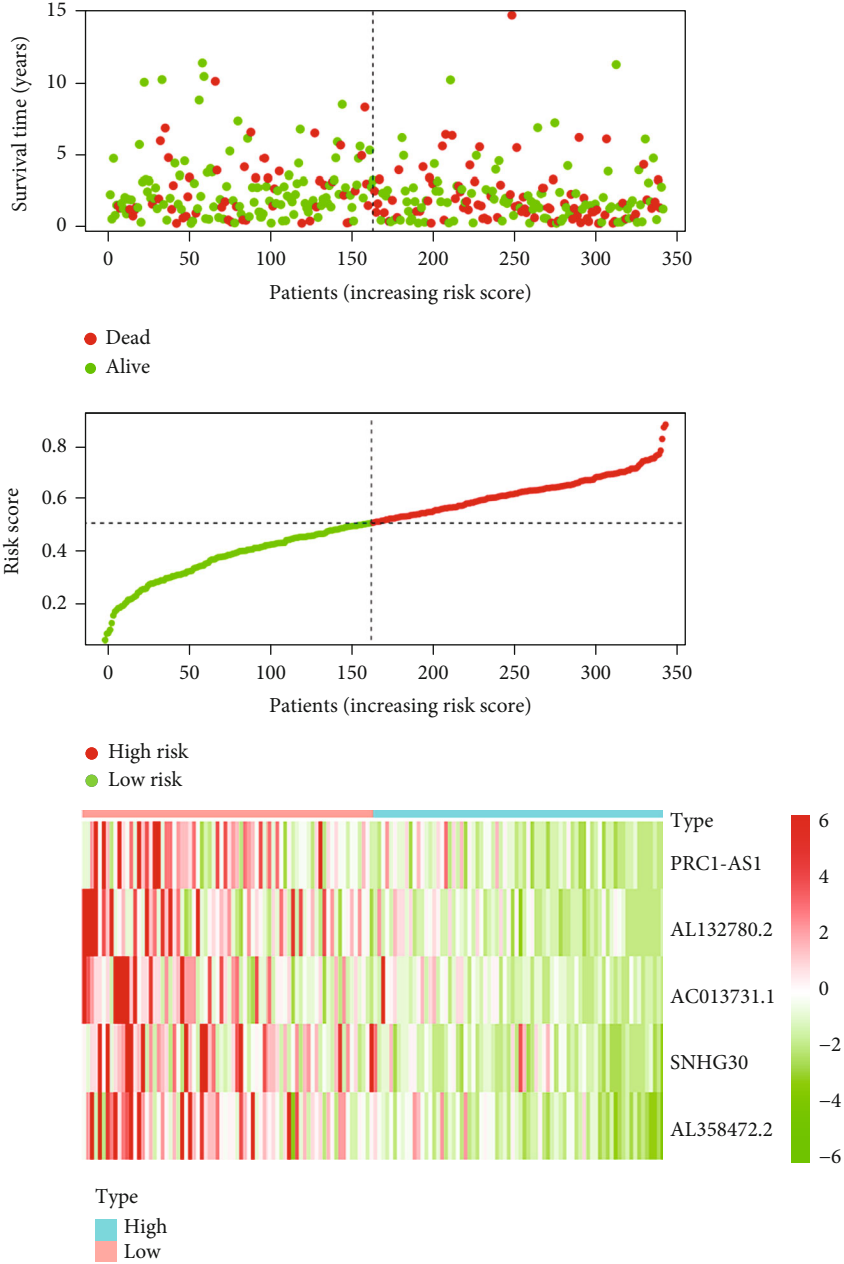 Survival time (years)
15
10
5
0
0 50 100 150 200 250 300 350
Patients (increasing risk score)
Dead
Alive
Risk score
0.8
0.6
0.4
0.2
0 50 100 150 200 250 300 350
Patients (increasing risk score)
High risk
Low risk
Type
PRC1-AS1
AL132780.2
AC013731.1
SNHG30
AL358472.2
6
4
2
0
−2
−4
−6
Type
High
Low